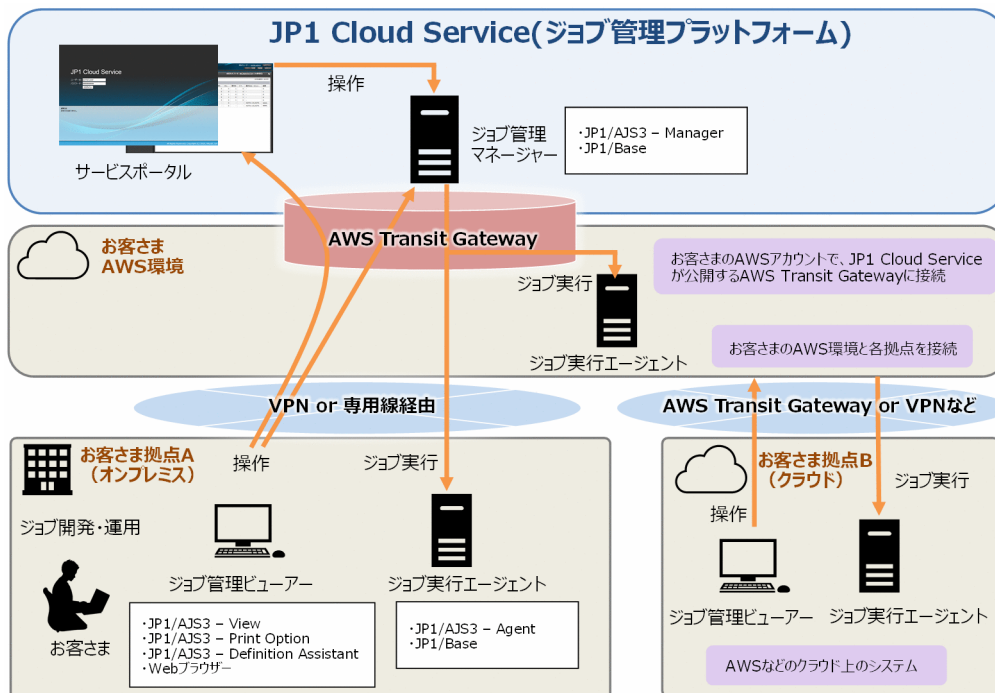 JP1 Cloud Service(ジョブ管理プラットフォーム)
JP1 Cloud Service
操作
サービスポータル
ジョブ管理
マネージャー
・JP1/AJS3 – Manager
・JP1/Base
AWS Transit Gateway
お客さま
AWS環境
ジョブ実行
ジョブ実行エージェント
お客さまのAWSアカウントで、JP1 Cloud Service
が公開するAWS Transit Gatewayに接続
お客さまのAWS環境と各拠点を接続
VPN or 専用線経由
AWS Transit Gateway or VPNなど
お客さま拠点A
（オンプレミス）
操作
ジョブ実行
ジョブ開発・運用
お客さま
ジョブ管理ビューアー
・JP1/AJS3 – View
・JP1/AJS3 – Print Option
・JP1/AJS3 – Definition Assistant
・Webブラウザー
ジョブ実行エージェント
・JP1/AJS3 – Agent
・JP1/Base
お客さま拠点B
（クラウド）
操作
ジョブ実行
ジョブ管理ビューアー
ジョブ実行エージェント
AWSなどのクラウド上のシステム